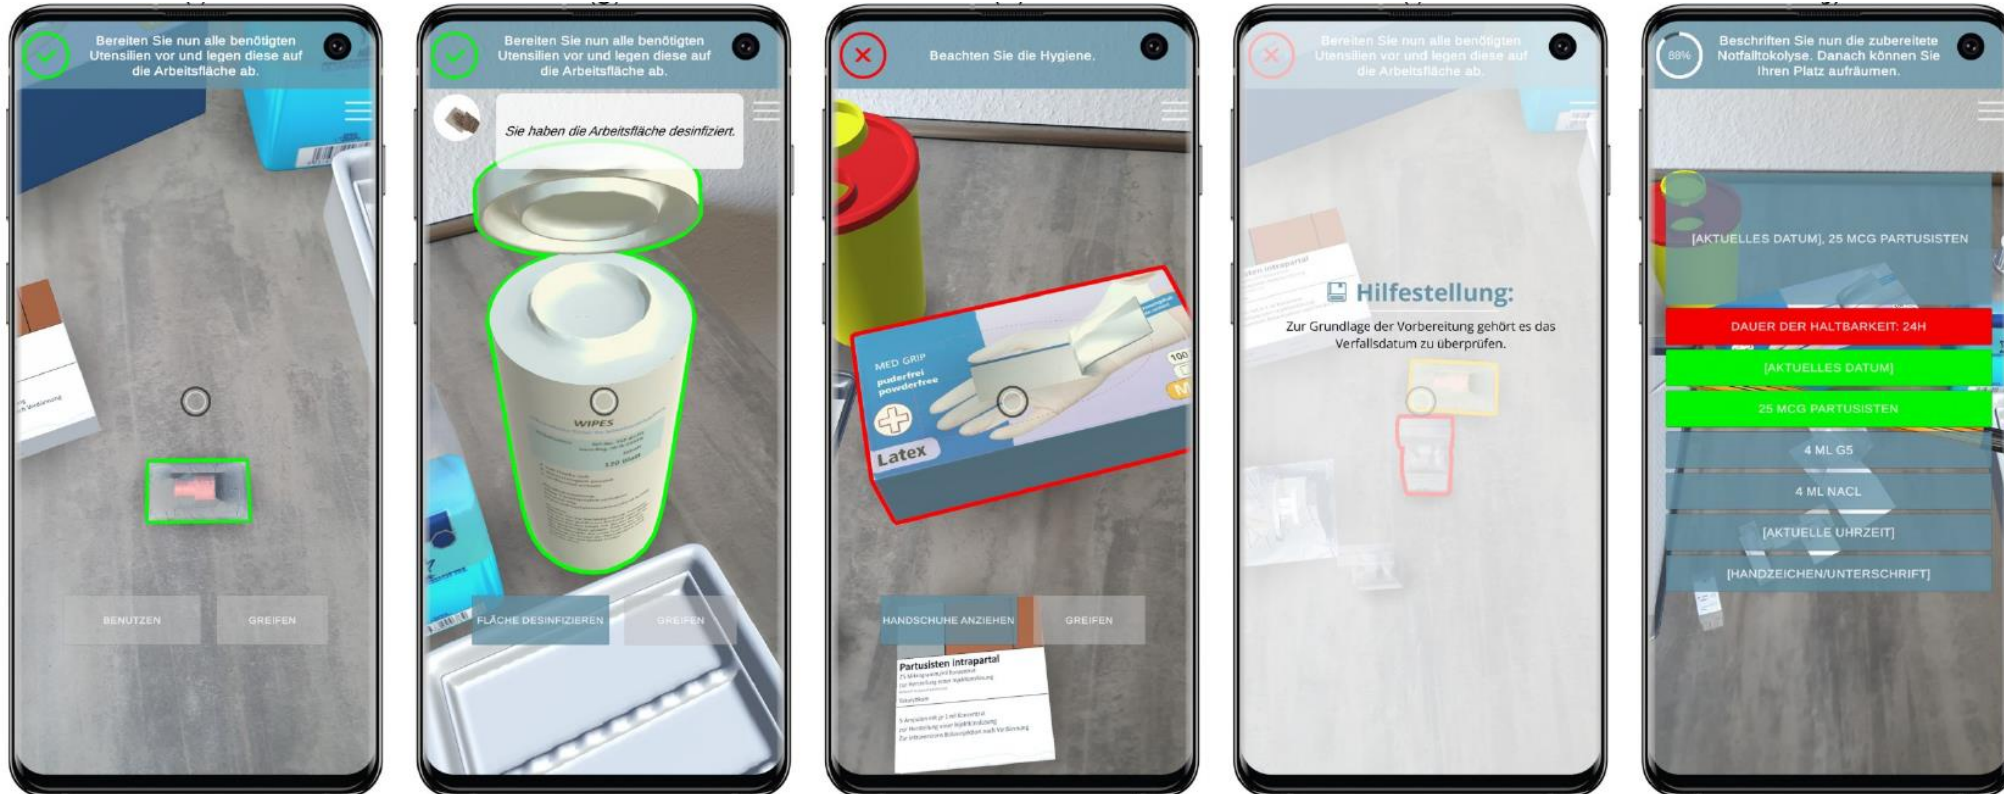 Bereiten Sie nun alle benötigten
Utensilien vor und legen diese auf
die Arbeitsfläche ab.
BENUTZEN
GREIFEN
Bereiten Sie nun alle benötigten
Utensilien vor und legen diese auf
die Arbeitsfläche ab.
Sie haben die Arbeitsfläche desinfiziert.
WIPES
FLÄCHE DESINFIZIEREN
GREIFEN
Beachten Sie die Hygiene.
MED GRIP
puderfrei
powderfree
100
M
Latex
HANDSCHUHE ANZIEHEN
GREIFEN
Partusisten intrapartal
Bereiten Sie nun alle benötigten
Utensilien vor und legen diese auf
die Arbeitsfläche ab.
Hilfestellung:
Zur Grundlage der Vorbereitung gehört es das
Verfallsdatum zu überprüfen.
88%
Beschriften Sie nun die zubereitete
Notfalltokolyse. Danach können Sie
Ihren Platz aufräumen.
[AKTUELLES DATUM], 25 MCG PARTUSISTEN
DAUER DER HALTBARKEIT: 24H
[AKTUELLES DATUM]
25 MCG PARTUSISTEN
4 ML G5
4 ML NACL
[AKTUELLE UHRZEIT]
[HANDZEICHEN/UNTERSCHRIFT]